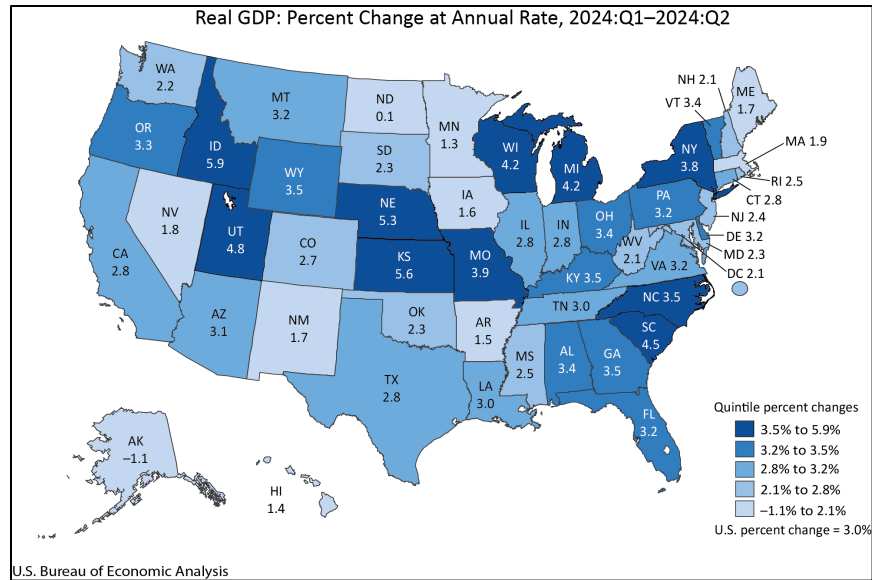 Real GDP: Percent Change at Annual Rate, 2024:Q1–2024:Q2
WA
2.2
MT
3.2
ND
0.1
MN
1.3
NH 2.1
VT 3.4
ME
1.7
OR
3.3
ID
5.9
WY
3.5
SD
2.3
WI
4.2
MI
4.2
NY
3.8
MA 1.9
RI 2.5
CT 2.8
NV
1.8
UT
4.8
NE
5.3
IA
1.6
PA
3.2
NJ 2.4
CA
2.8
CO
2.7
KS
5.6
MO
3.9
IL
2.8
IN
2.8
OH
3.4
WV
2.1
DE 3.2
MD 2.3
DC 2.1
VA 3.2
KY 3.5
AZ
3.1
NM
1.7
OK
2.3
AR
1.5
TN 3.0
NC 3.5
SC
4.5
TX
2.8
LA
3.0
MS
2.5
AL
3.4
GA
3.5
FL
3.2
AK
–1.1
HI
1.4
Quintile percent changes
3.5% to 5.9%
3.2% to 3.5%
2.8% to 3.2%
2.1% to 2.8%
–1.1% to 2.1%
U.S. percent change = 3.0%
U.S. Bureau of Economic Analysis